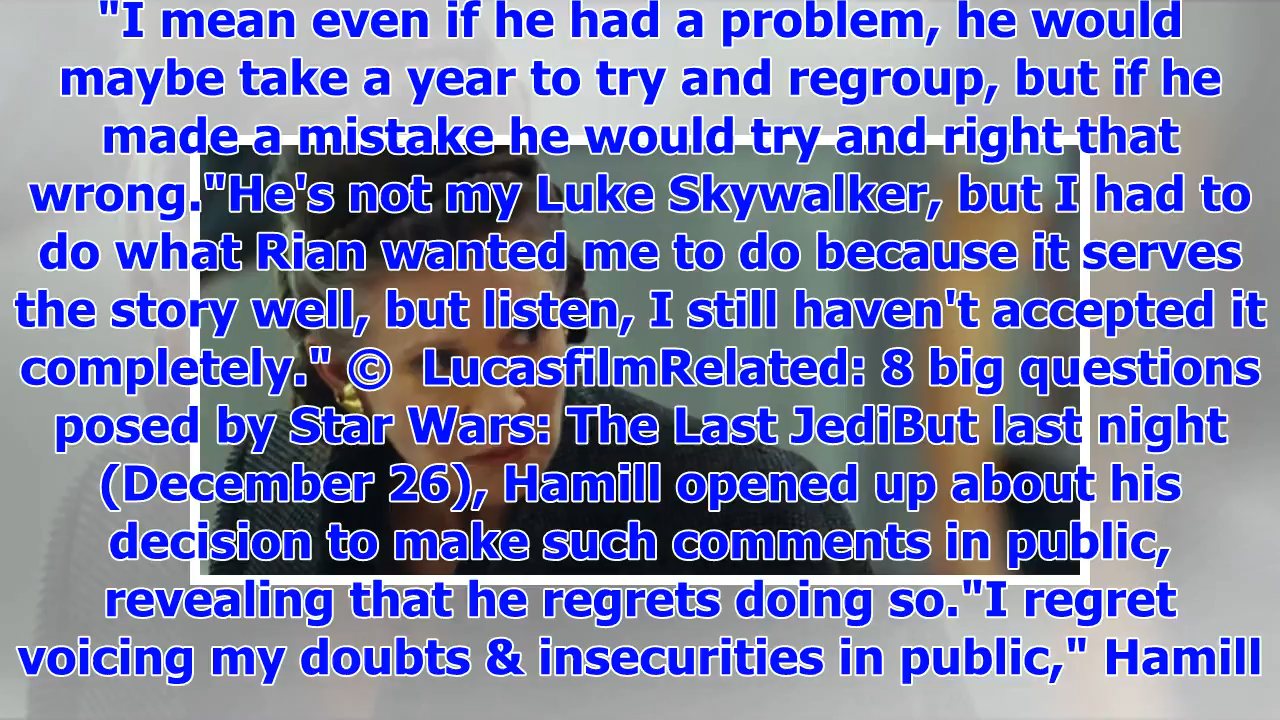 "I mean even if he had a problem, he would
maybe take a year to try and regroup, but if he
made a mistake he would try and right that
wrong."He's not my Luke Skywalker, but I had to
do what Rian wanted me to do because it serves
the story well, but listen, I still haven't accepted it
completely." ©  LucasfilmRelated: 8 big questions
posed by Star Wars: The Last JediBut last night
(December 26), Hamill opened up about his
decision to make such comments in public,
revealing that he regrets doing so."I regret
voicing my doubts & insecurities in public," Hamill